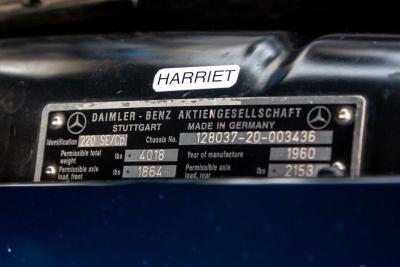 HARRIET
DAIMLER - BENZ AKTIENGESELLSCHAFT
STUTTGART MADE IN GERMANY
Identification 220 SE/Cp. Chassis No. 128037-20-003436
Permissible total weight lbs 4018 Year of manufacture 1960
Permissible axle load, front lbs 1864 Permissible axle load, rear lbs 2153